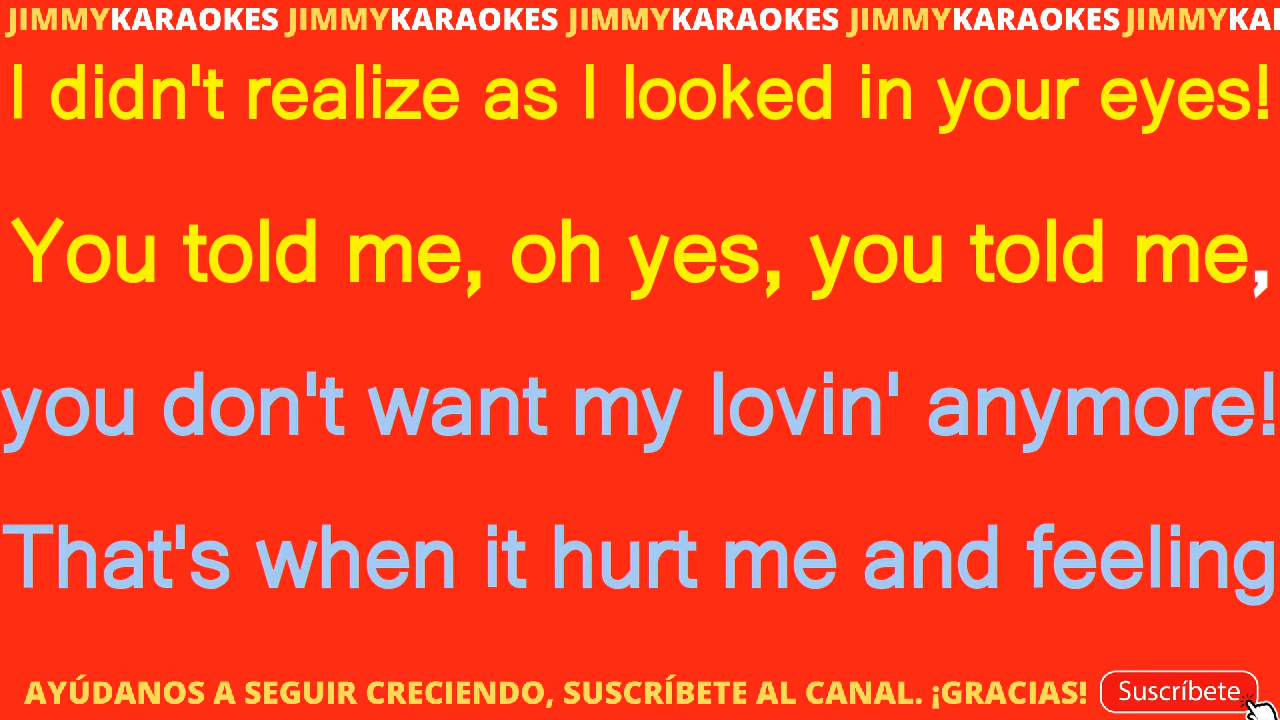 JIMMYKARAOKES JIMMYKARAOKES JIMMYKARAOKES JIMMYKARAOKES JIMMYKA
I didn't realize as I looked in your eyes!
You told me, oh yes, you told me,
you don't want my lovin' anymore!
That's when it hurt me and feeling
AYÚDANOS A SEGUIR CRECIENDO, SUSCRÍBETE AL CANAL. ¡GRACIAS! Suscríbete